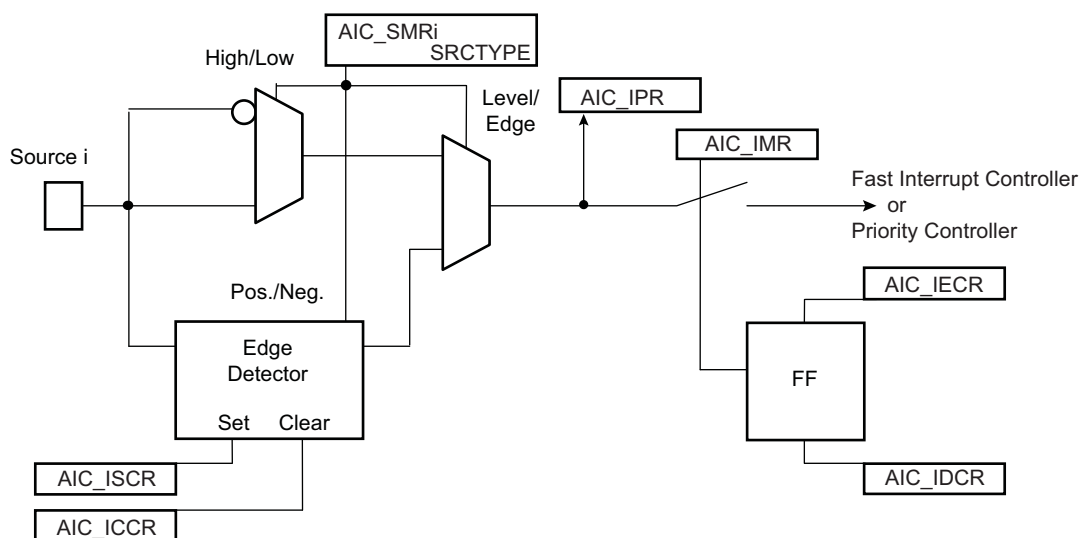 AIC_SMRi
SRCTYPE
High/Low
Level/
Edge
AIC_IPR
AIC_IMR
Source i
Fast Interrupt Controller
or
Priority Controller
Pos./Neg.
AIC_IECR
Edge
Detector
FF
Set Clear
AIC_ISCR
AIC_IDCR
AIC_ICCR